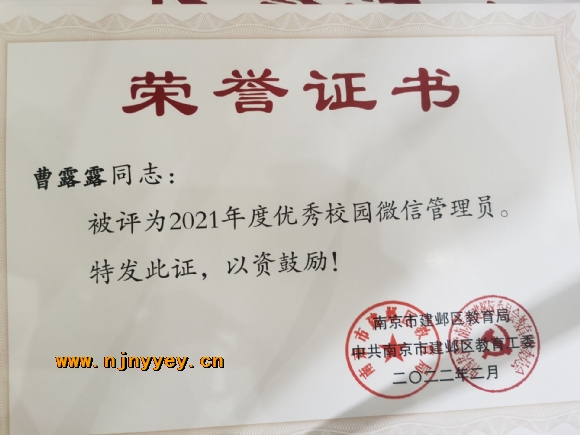 荣誉证书
曹露露同志：
被评为2021年度优秀校园微信管理员。
特发此证，以资鼓励！
南京市建邺区教育局
中共南京市建邺区教育工委
二〇二二年二月
www.njnyyey.cn